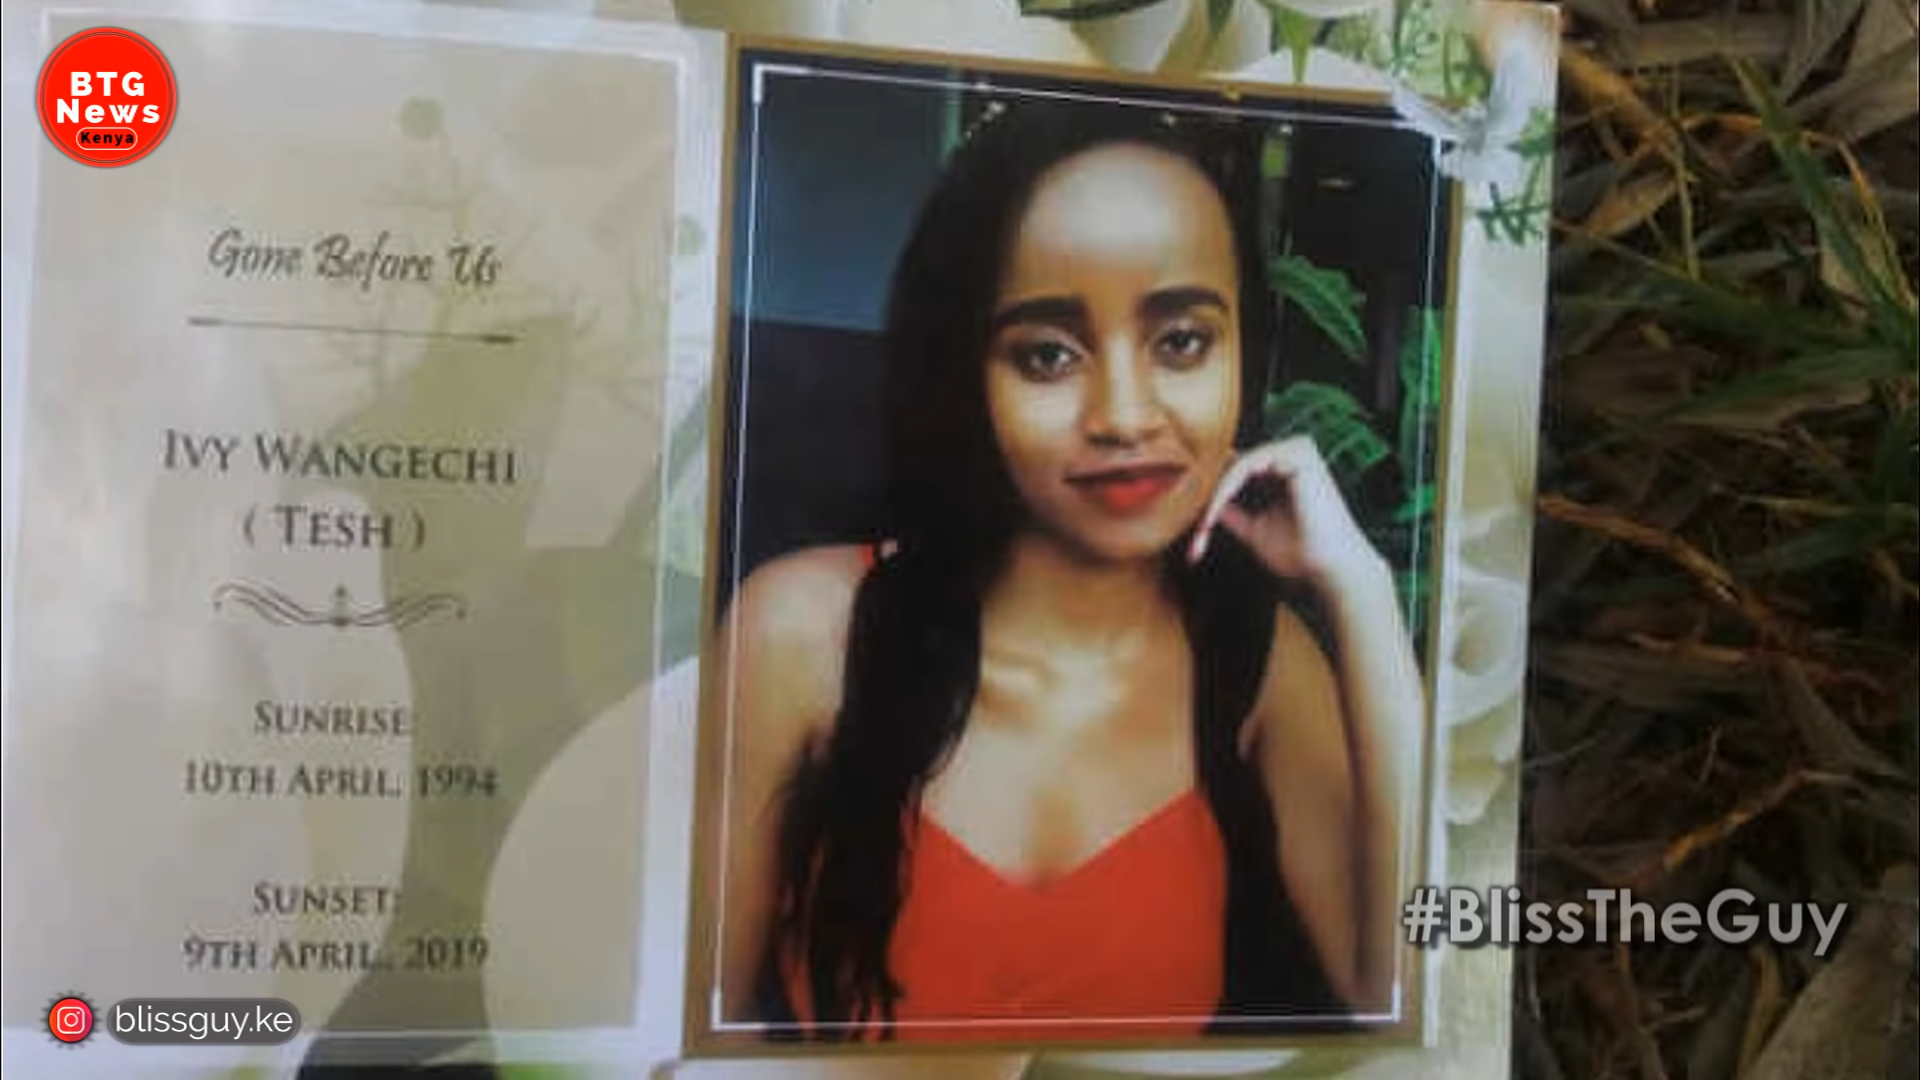 BTG
News
Kenya
Gone Before Us
IVY WANGECHI
( TESH )
SUNRISE
10TH APRIL, 1994
SUNSET:
9TH APRIL, 2019
#BlissTheGuy
blissguy.ke